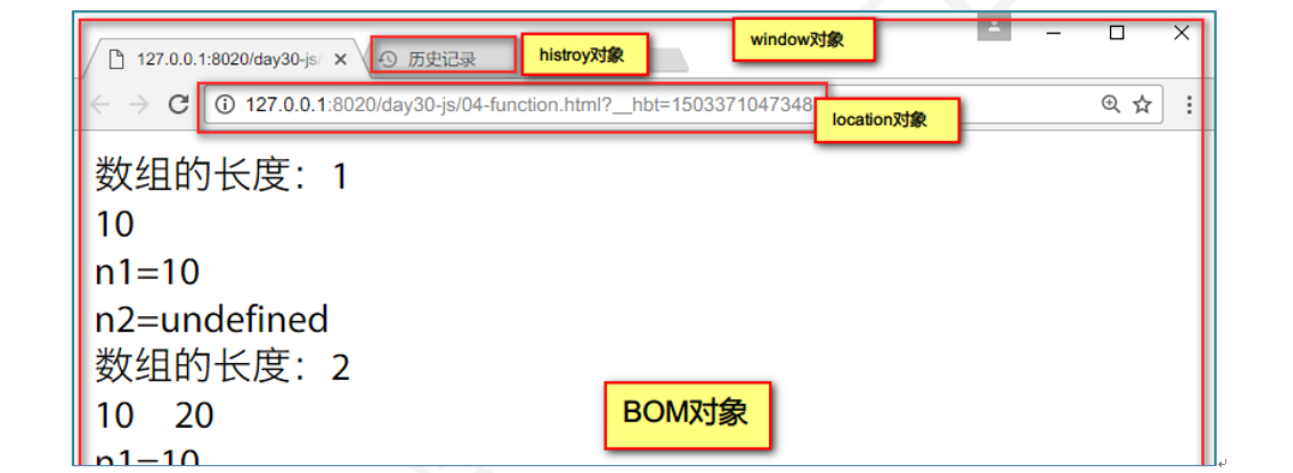 window对象
127.0.0.1:8020/day30-js/
历史记录
histroy对象
127.0.0.1:8020/day30-js/04-function.html?__hbt=1503371047348
location对象
数组的长度：1
10
n1=10
n2=undefined
数组的长度：2
10 20
BOM对象
n1=10